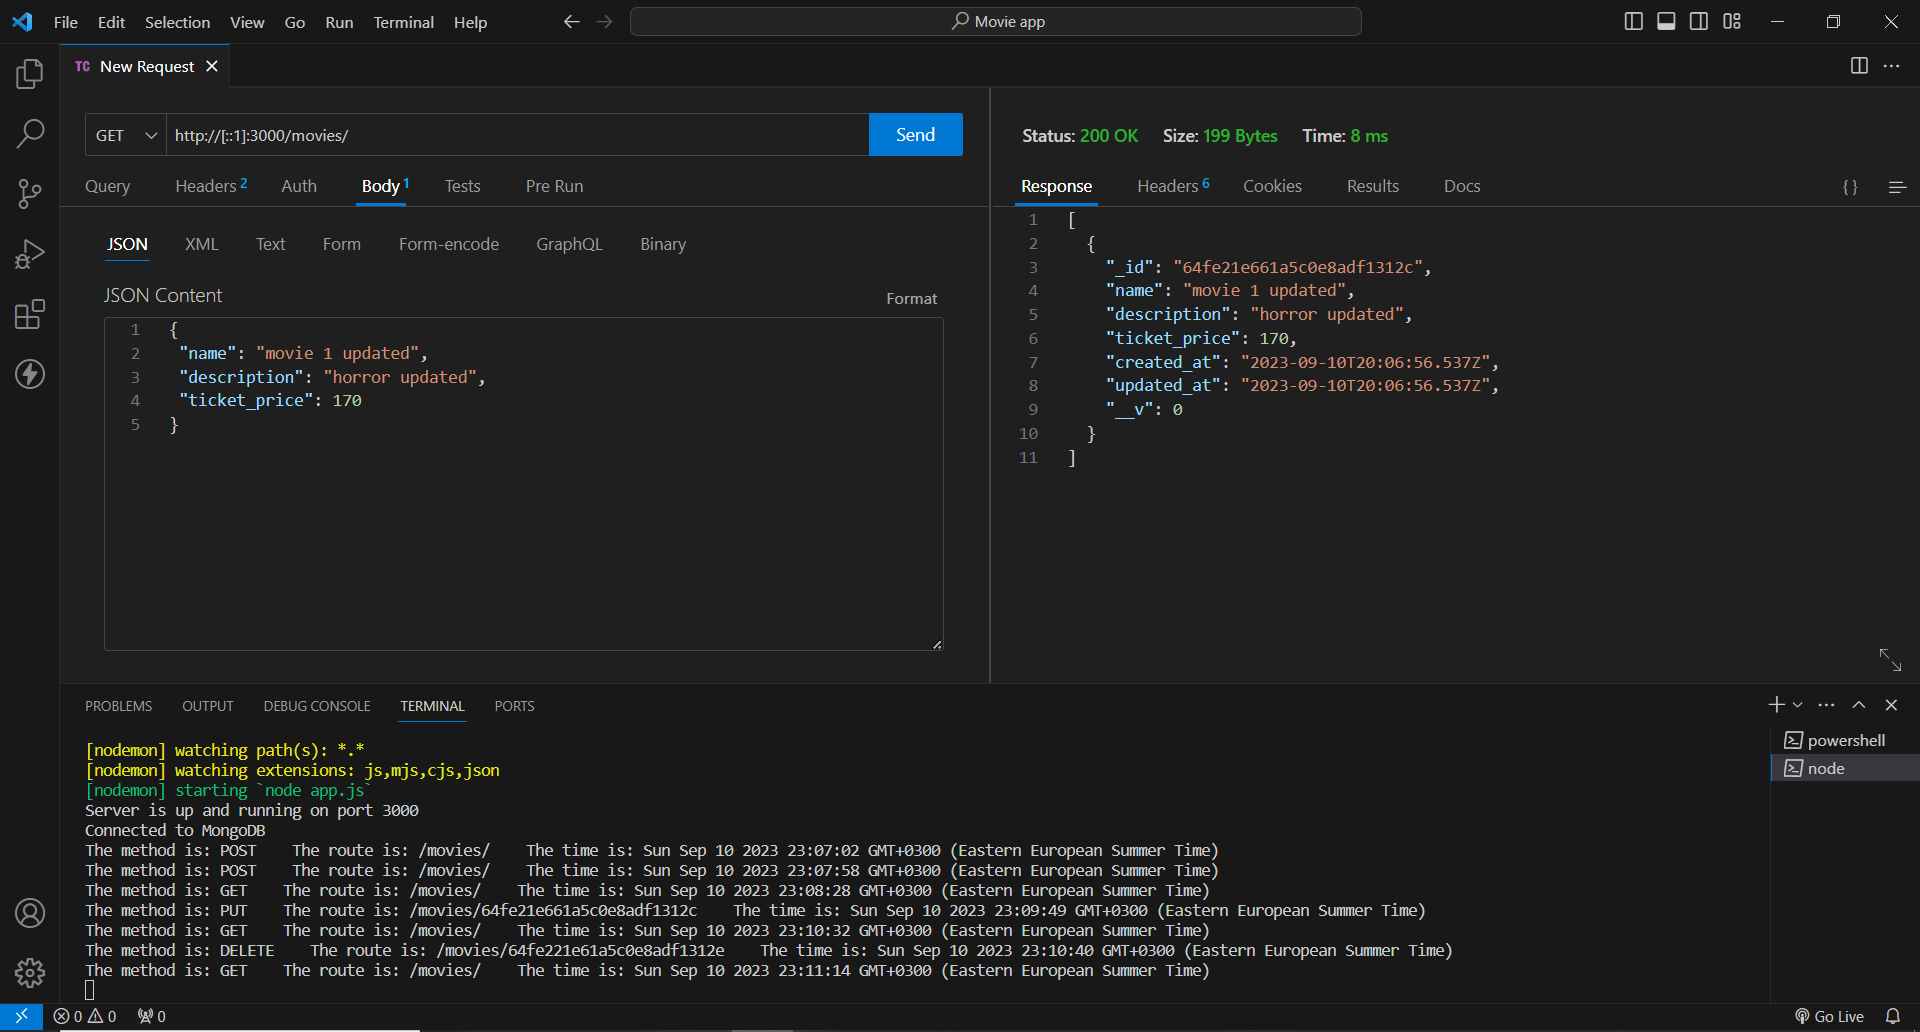 File Edit Selection View Go Run Terminal Help Movie app
TC New Request
GET http://[::1]:3000/movies/ Send
Query Headers 2 Auth Body 1 Tests Pre Run
JSON XML Text Form Form-encode GraphQL Binary
JSON Content Format
1 {
2 "name": "movie 1 updated",
3 "description": "horror updated",
4 "ticket_price": 170
5 }
Status: 200 OK Size: 199 Bytes Time: 8 ms
Response Headers 6 Cookies Results Docs { }
1 [
2 {
3 "_id": "64fe21e661a5c0e8adf1312c",
4 "name": "movie 1 updated",
5 "description": "horror updated",
6 "ticket_price": 170,
7 "created_at": "2023-09-10T20:06:56.537Z",
8 "updated_at": "2023-09-10T20:06:56.537Z",
9 "__v": 0
10 }
11 ]
PROBLEMS OUTPUT DEBUG CONSOLE TERMINAL PORTS
[nodemon] watching path(s): *.*
[nodemon] watching extensions: js,mjs,cjs,json
[nodemon] starting `node app.js`
Server is up and running on port 3000
Connected to MongoDB
The method is: POST The route is: /movies/ The time is: Sun Sep 10 2023 23:07:02 GMT+0300 (Eastern European Summer Time)
The method is: POST The route is: /movies/ The time is: Sun Sep 10 2023 23:07:58 GMT+0300 (Eastern European Summer Time)
The method is: GET The route is: /movies/ The time is: Sun Sep 10 2023 23:08:28 GMT+0300 (Eastern European Summer Time)
The method is: PUT The route is: /movies/64fe21e661a5c0e8adf1312c The time is: Sun Sep 10 2023 23:09:49 GMT+0300 (Eastern European Summer Time)
The method is: GET The route is: /movies/ The time is: Sun Sep 10 2023 23:10:32 GMT+0300 (Eastern European Summer Time)
The method is: DELETE The route is: /movies/64fe221e61a5c0e8adf1312e The time is: Sun Sep 10 2023 23:10:40 GMT+0300 (Eastern European Summer Time)
The method is: GET The route is: /movies/ The time is: Sun Sep 10 2023 23:11:14 GMT+0300 (Eastern European Summer Time)
powershell
node
0 0 0 Go Live